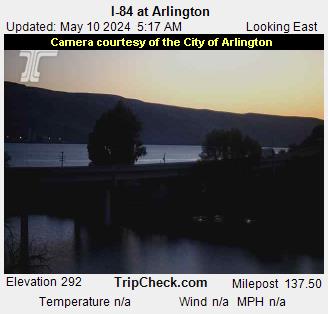 I-84 at Arlington
Updated: May 10 2024 5:17 AM Looking East
Camera courtesy of the City of Arlington
Elevation 292 TripCheck.com Milepost 137.50
Temperature n/a Wind n/a MPH n/a